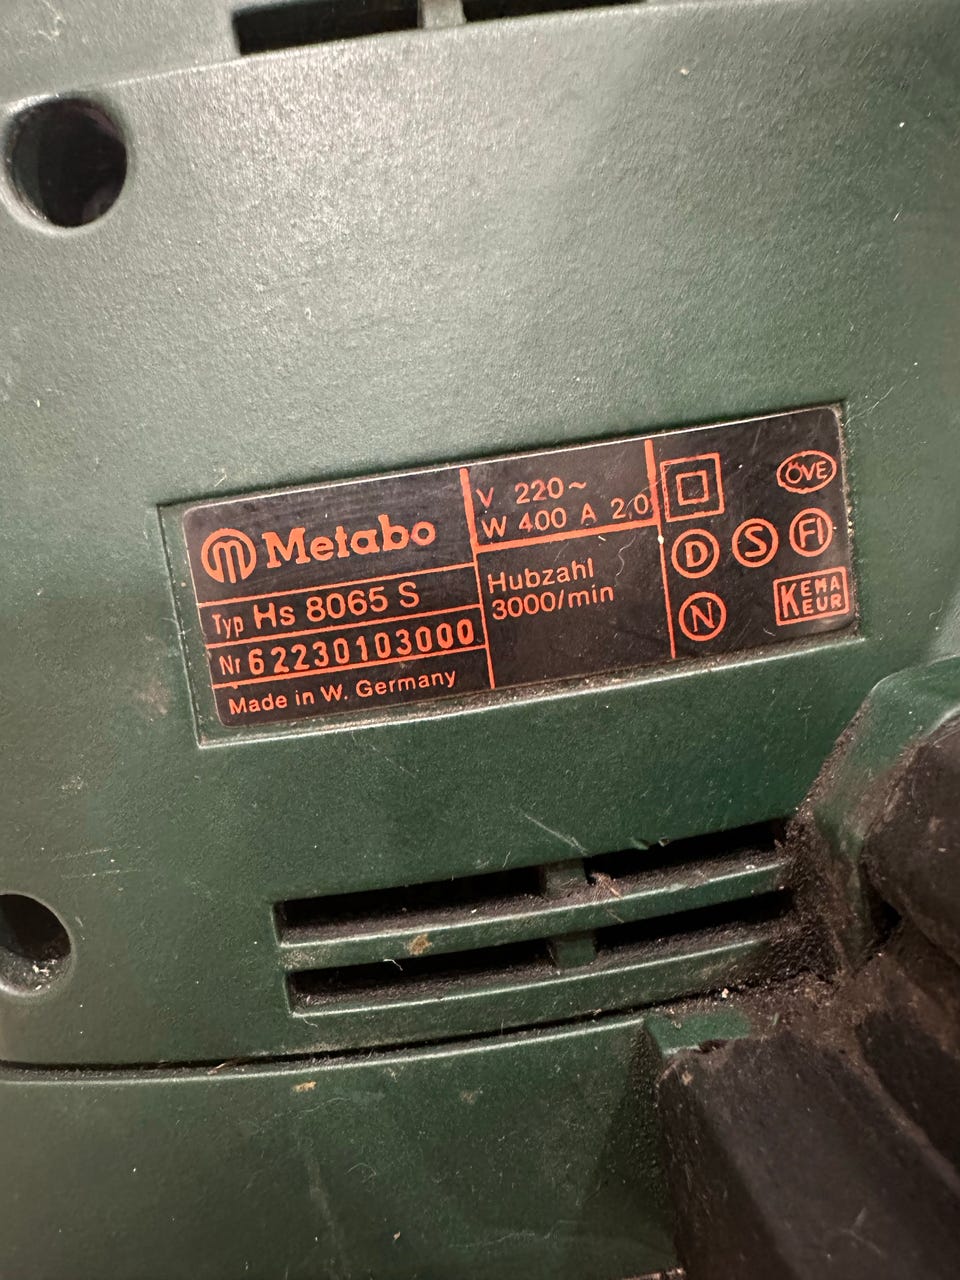 Metabo
Typ Hs 8065 S
Nr 62230103000
Made in W. Germany
V 220~
W 400 A 2,0
Hubzahl
3000/min
ÖVE
D S FI
N KEMA
EUR